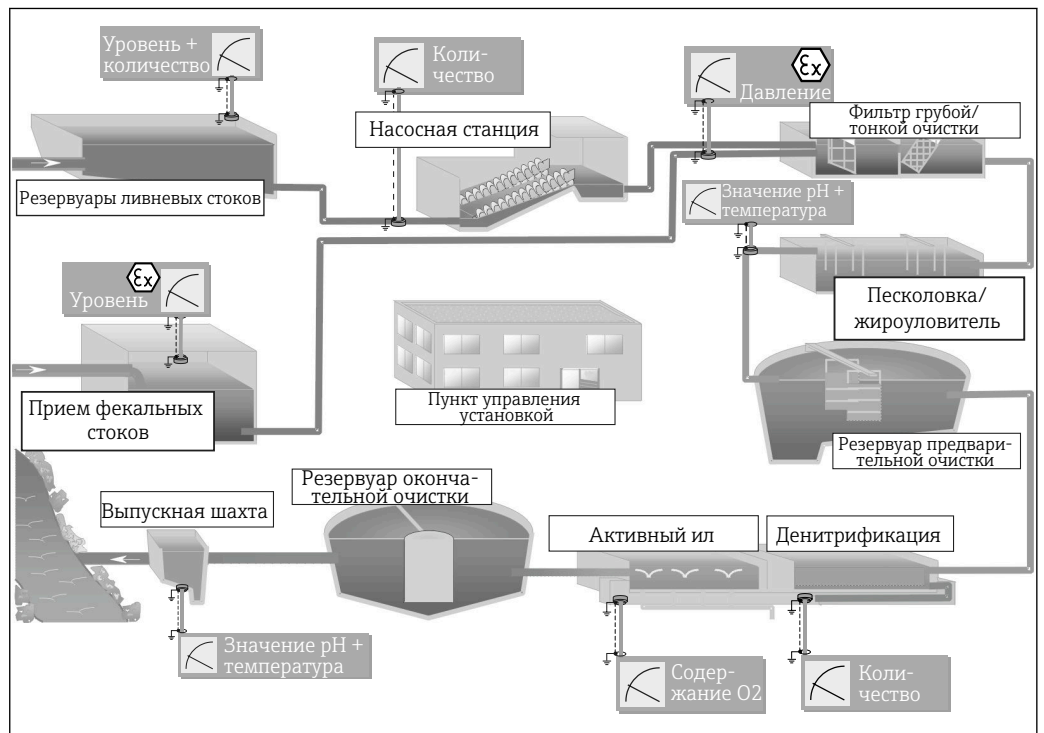 Уровень +
количество
Коли-
чество
Ex
Давление
Насосная станция
Фильтр грубой/
тонкой очистки
Резервуары ливневых стоков
Значение pH +
температура
Ex
Уровень
Песколовка/
жироуловитель
Прием фекальных
стоков
Пункт управления
установкой
Резервуар предвари-
тельной очистки
Резервуар оконча-
тельной очистки
Выпускная шахта
Активный ил
Денитрификация
Значение pH +
температура
Содер-
жание O2
Коли-
чество